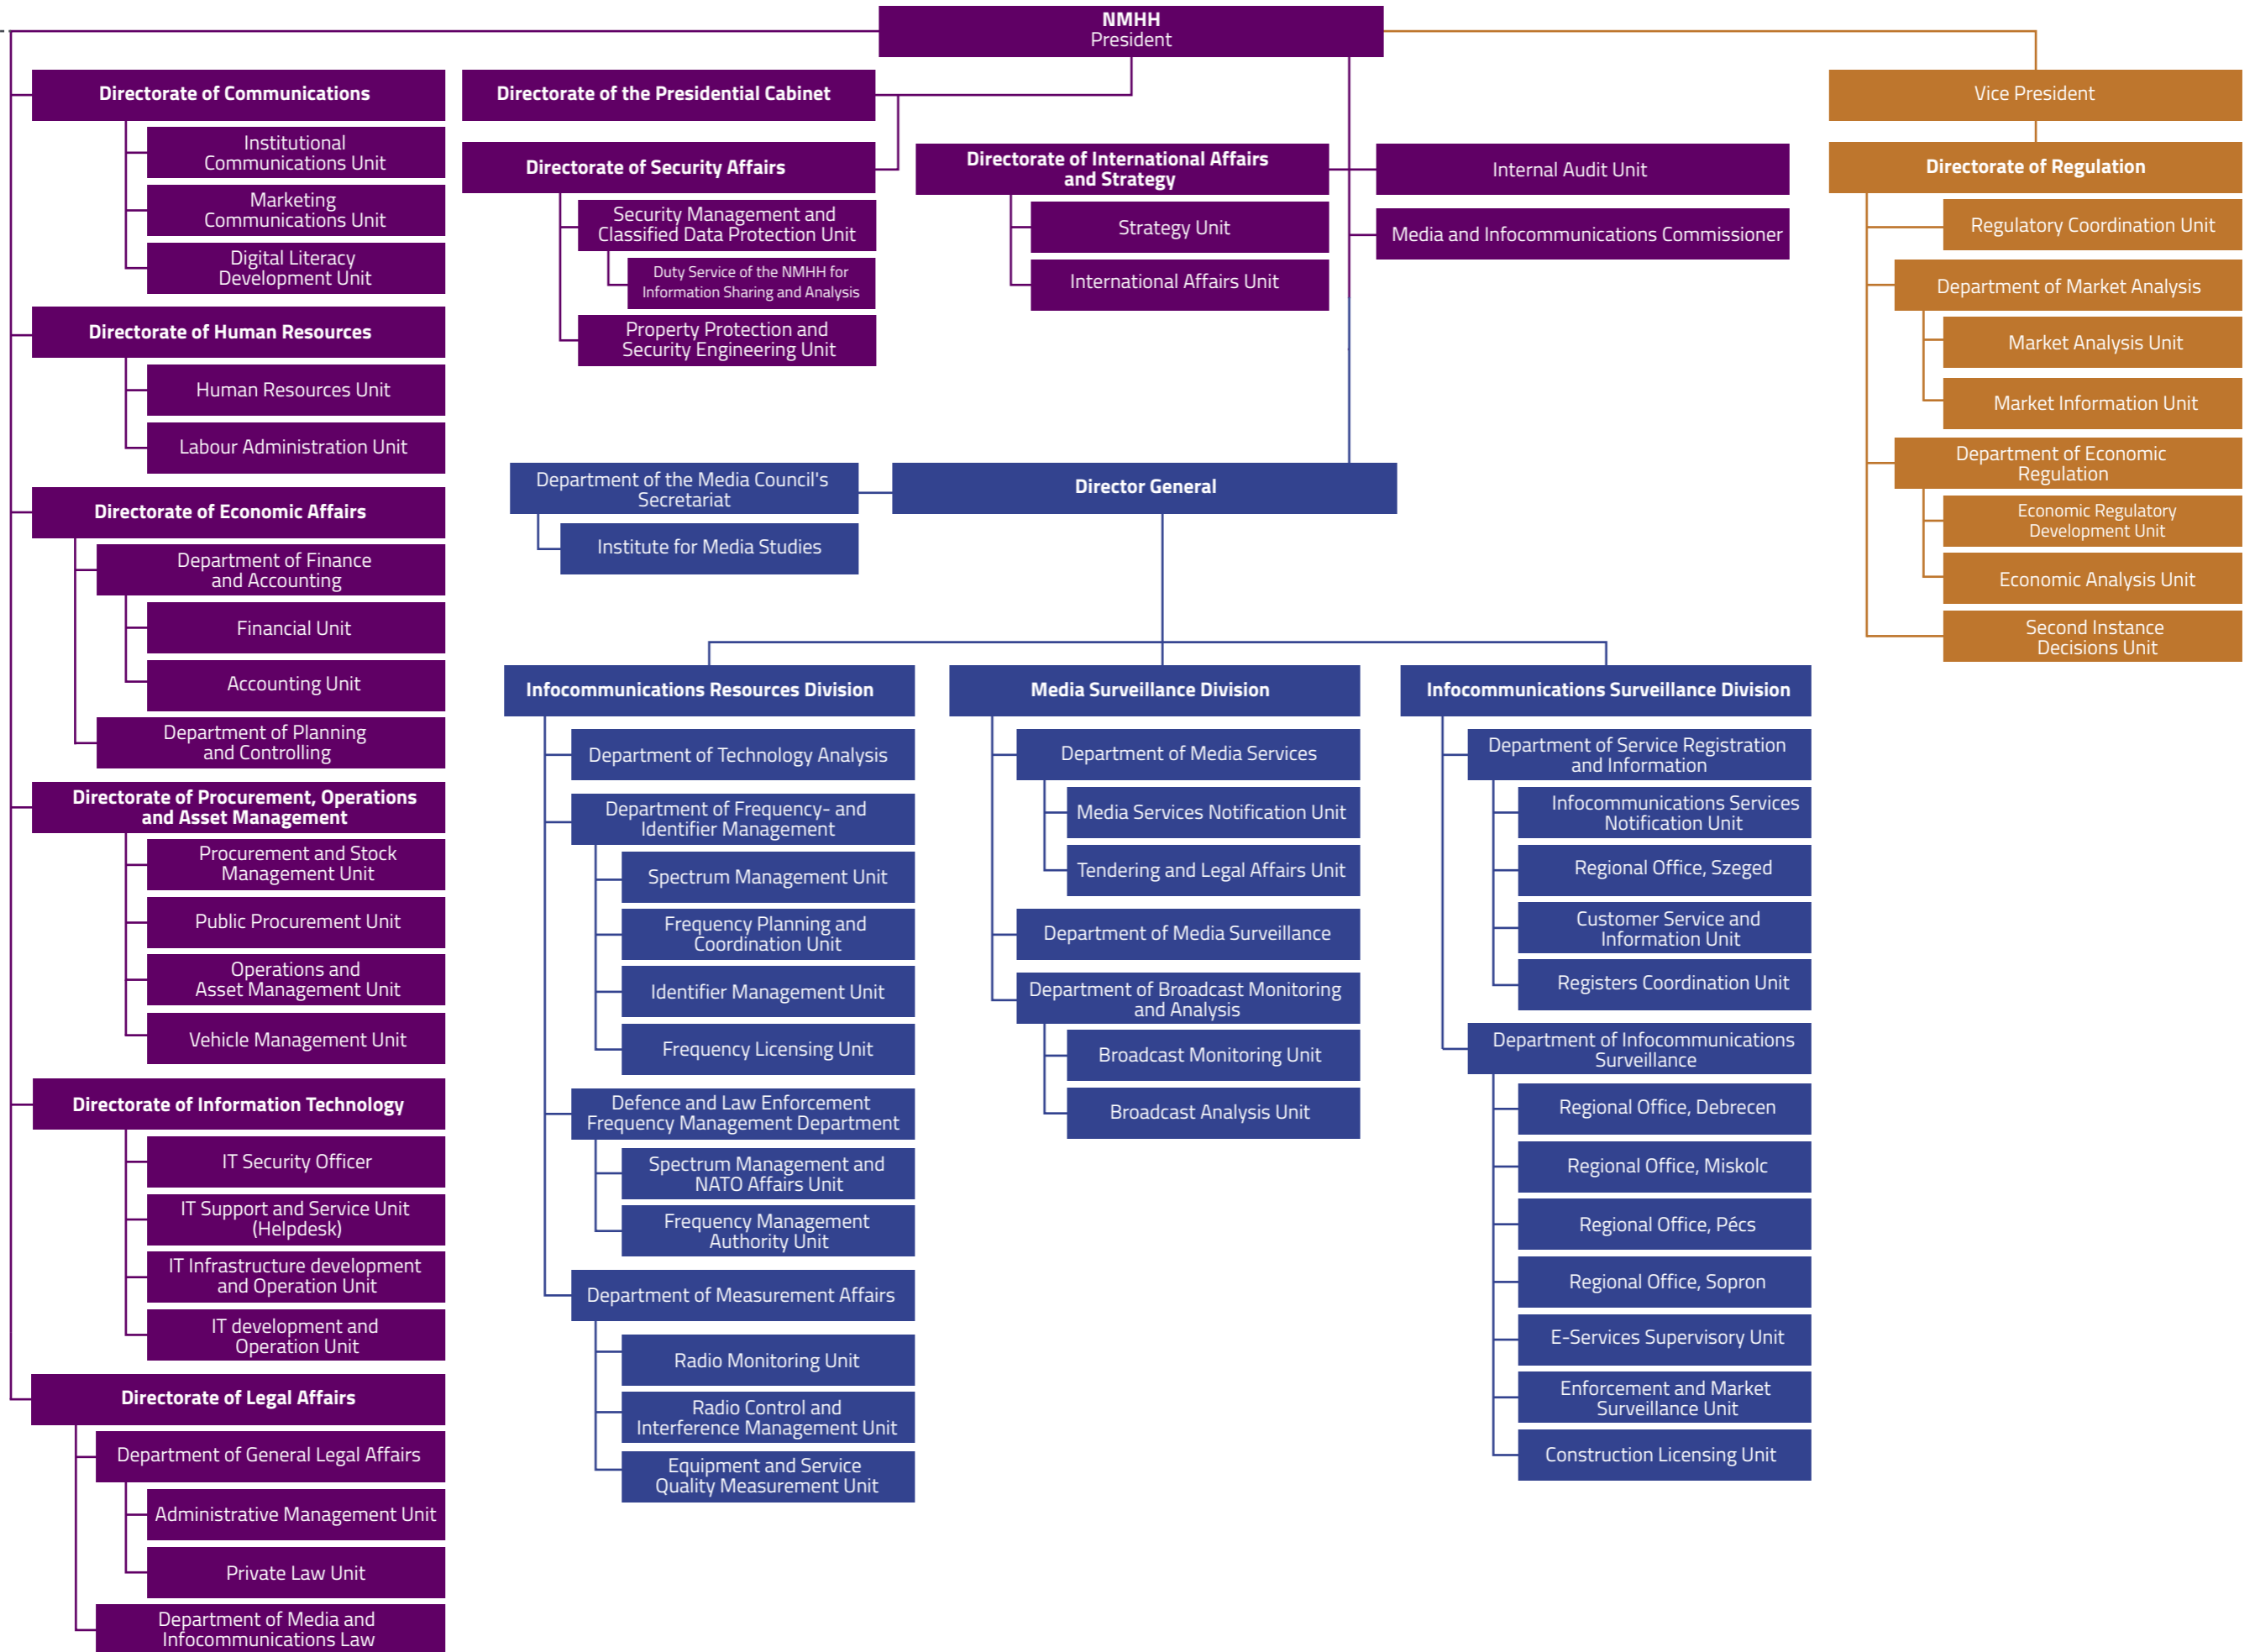 NMHH
President
Directorate of Communications
Institutional
Communications Unit
Marketing
Communications Unit
Digital Literacy
Development Unit
Directorate of Human Resources
Human Resources Unit
Labour Administration Unit
Directorate of Economic Affairs
Department of Finance
and Accounting
Financial Unit
Accounting Unit
Department of Planning
and Controlling
Directorate of Procurement, Operations
and Asset Management
Procurement and Stock
Management Unit
Public Procurement Unit
Operations and
Asset Management Unit
Vehicle Management Unit
Directorate of Information Technology
IT Security Officer
IT Support and Service Unit
(Helpdesk)
IT Infrastructure development
and Operation Unit
IT development and
Operation Unit
Directorate of Legal Affairs
Department of General Legal Affairs
Administrative Management Unit
Private Law Unit
Department of Media and
Infocommunications Law
Directorate of the Presidential Cabinet
Directorate of Security Affairs
Security Management and
Classified Data Protection Unit
Duty Service of the NMHH for
Information Sharing and Analysis
Property Protection and
Security Engineering Unit
Directorate of International Affairs
and Strategy
Strategy Unit
International Affairs Unit
Internal Audit Unit
Media and Infocommunications Commissioner
Department of the Media Council's
Secretariat
Institute for Media Studies
Director General
Infocommunications Resources Division
Department of Technology Analysis
Department of Frequency- and
Identifier Management
Spectrum Management Unit
Frequency Planning and
Coordination Unit
Identifier Management Unit
Frequency Licensing Unit
Defence and Law Enforcement
Frequency Management Department
Spectrum Management and
NATO Affairs Unit
Frequency Management
Authority Unit
Department of Measurement Affairs
Radio Monitoring Unit
Radio Control and
Interference Management Unit
Equipment and Service
Quality Measurement Unit
Media Surveillance Division
Department of Media Services
Media Services Notification Unit
Tendering and Legal Affairs Unit
Department of Media Surveillance
Department of Broadcast Monitoring
and Analysis
Broadcast Monitoring Unit
Broadcast Analysis Unit
Infocommunications Surveillance Division
Department of Service Registration
and Information
Infocommunications Services
Notification Unit
Regional Office, Szeged
Customer Service and
Information Unit
Registers Coordination Unit
Department of Infocommunications
Surveillance
Regional Office, Debrecen
Regional Office, Miskolc
Regional Office, Pécs
Regional Office, Sopron
E-Services Supervisory Unit
Enforcement and Market
Surveillance Unit
Construction Licensing Unit
Vice President
Directorate of Regulation
Regulatory Coordination Unit
Department of Market Analysis
Market Analysis Unit
Market Information Unit
Department of Economic
Regulation
Economic Regulatory
Development Unit
Economic Analysis Unit
Second Instance
Decisions Unit